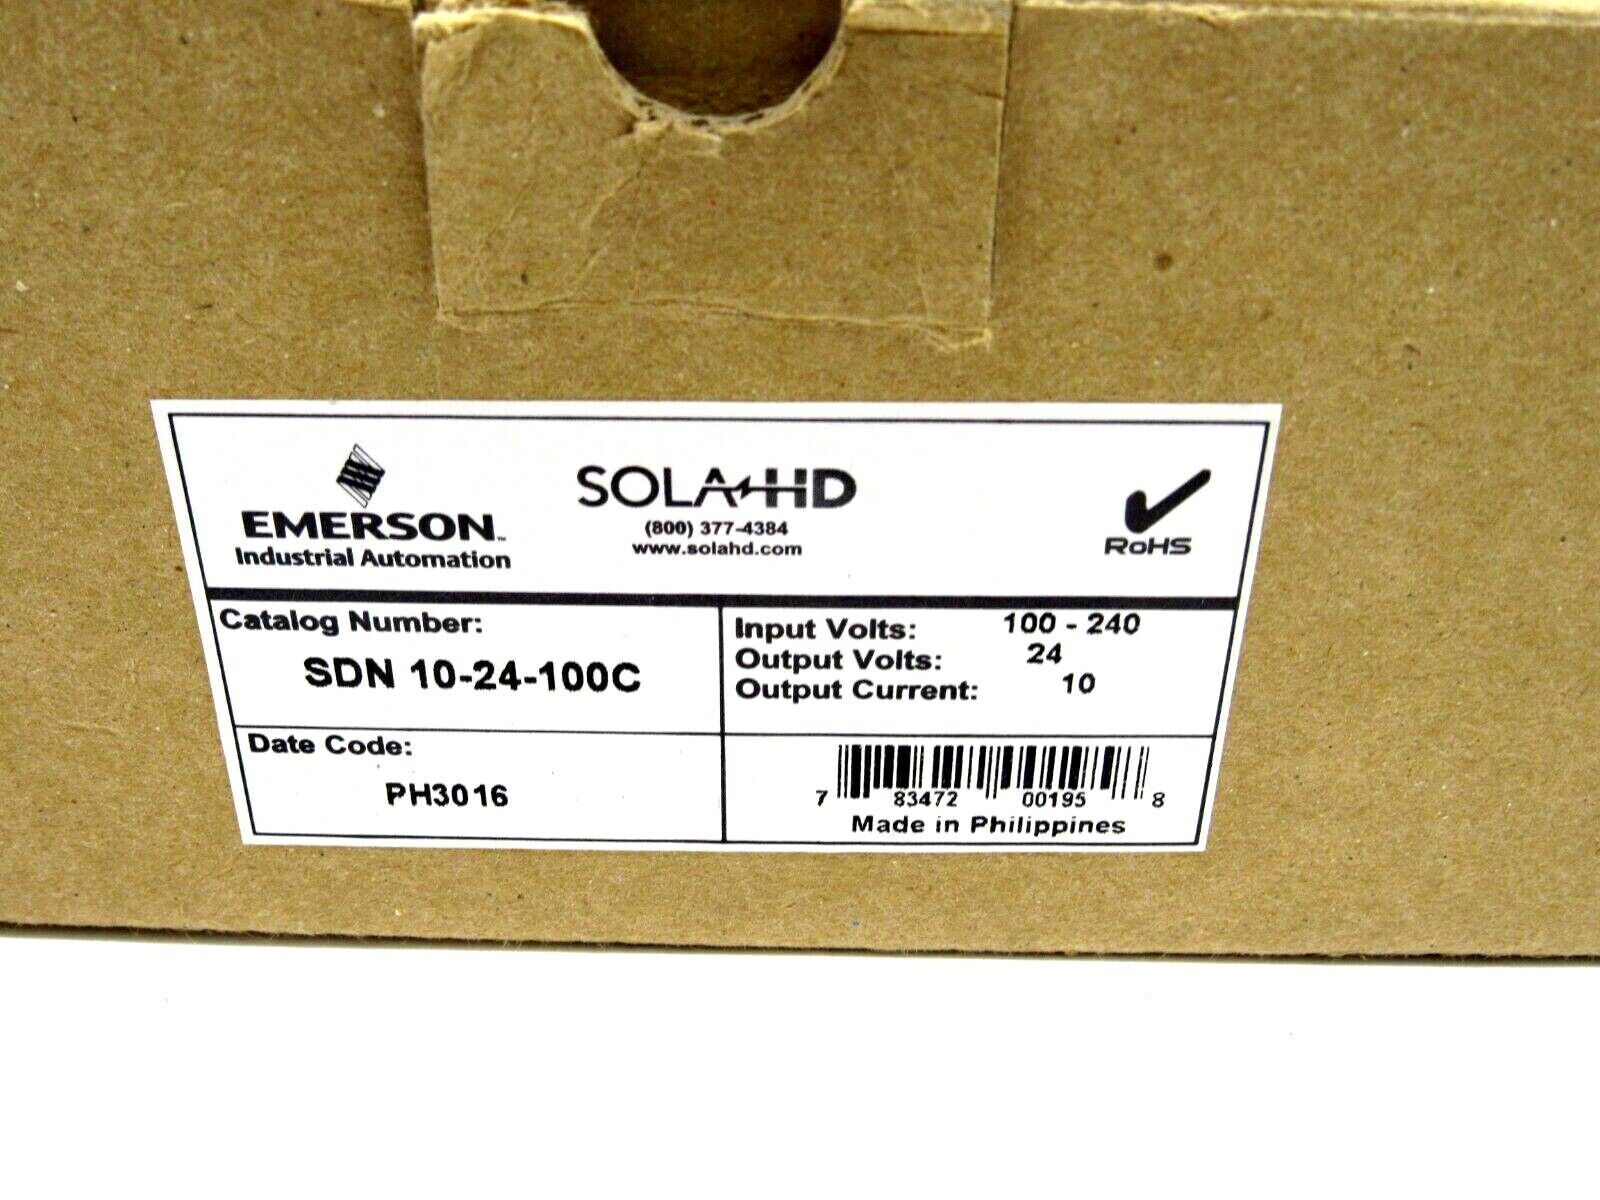 EMERSON™
Industrial Automation
SOLA HD
(800) 377-4384
www.solahd.com
RoHS
Catalog Number:
SDN 10-24-100C
Input Volts: 100 - 240
Output Volts: 24
Output Current: 10
Date Code:
PH3016
7 83472 00195 8
Made in Philippines